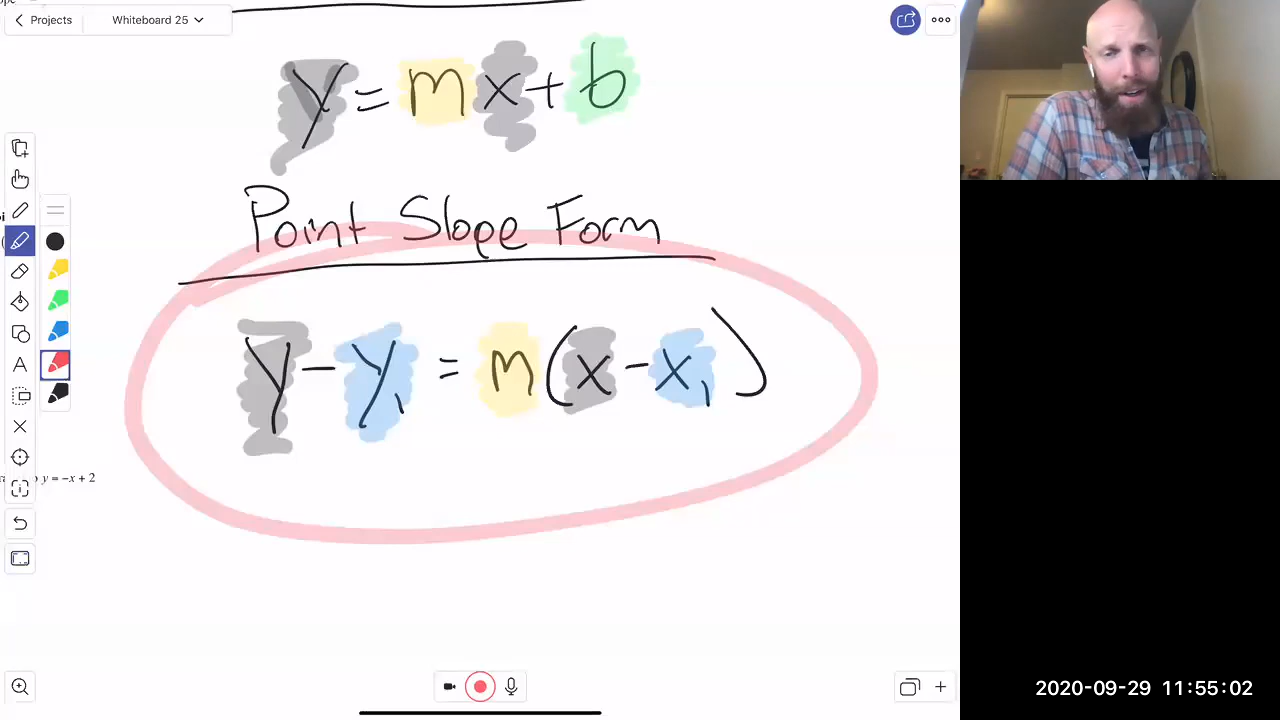 Projects
Whiteboard 25
y = mx + b
Point Slope Form
y - y₁ = m(x - x₁)
y = −x + 2
A
2020-09-29 11:55:02